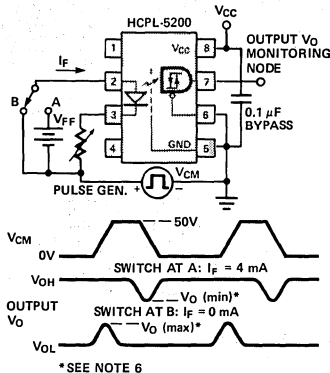 HCPL-5200
VCC
OUTPUT VO
MONITORING
NODE
IF
1
VCC
8
2
7
B
A
VFF
3
6
0.1 µF
BYPASS
4
GND
5
PULSE GEN.
+
–
VCM
50V
VCM
0V
SWITCH AT A: IF = 4 mA
VOH
VO (min)*
OUTPUT
VO
SWITCH AT B: IF = 0 mA
VO (max)*
VOL
*SEE NOTE 6